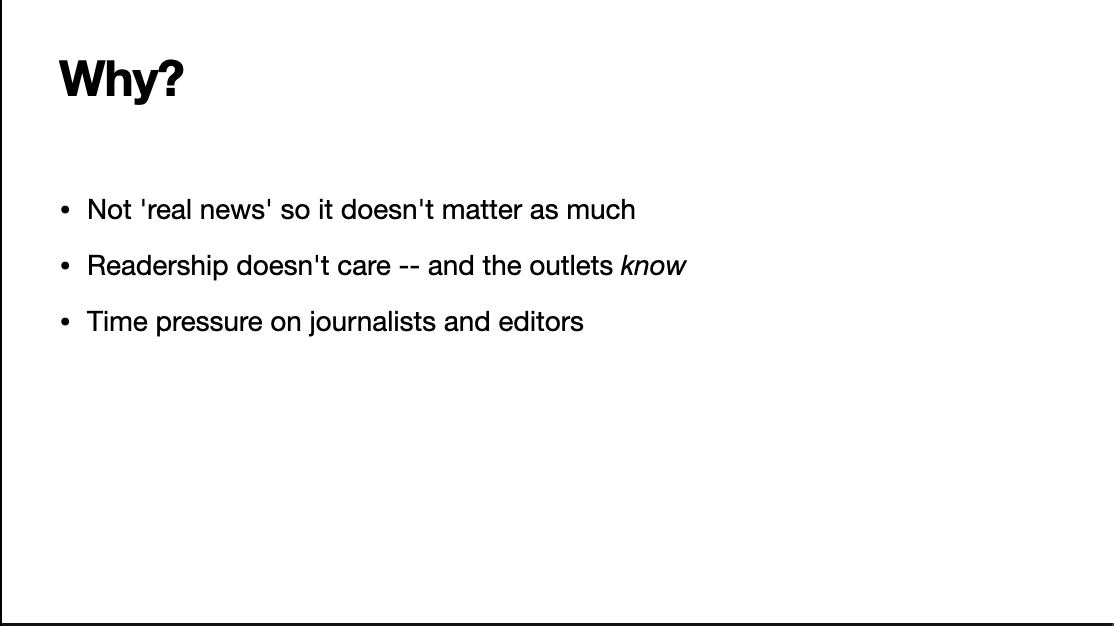 Why?
• Not 'real news' so it doesn't matter as much
• Readership doesn't care -- and the outlets know
• Time pressure on journalists and editors